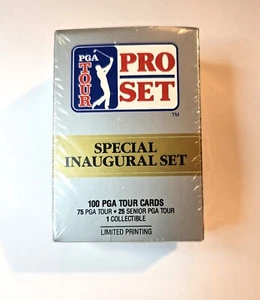 PGA
TOUR
PRO
SET
TM
SPECIAL
INAUGURAL SET
100 PGA TOUR CARDS
75 PGA TOUR • 25 SENIOR PGA TOUR
1 COLLECTIBLE
LIMITED PRINTING